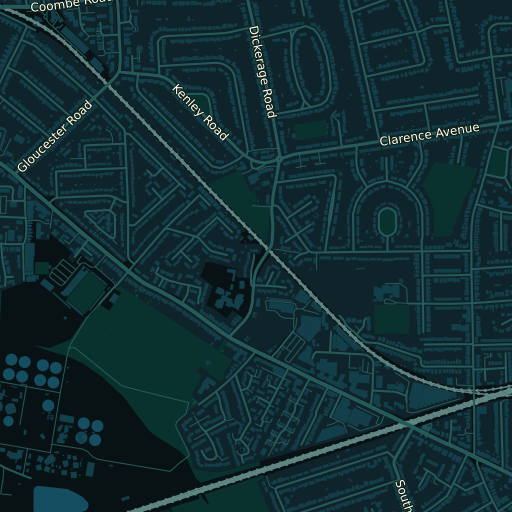 Coombe Road
Dickerage Road
Kenley Road
Gloucester Road
Clarence Avenue
South